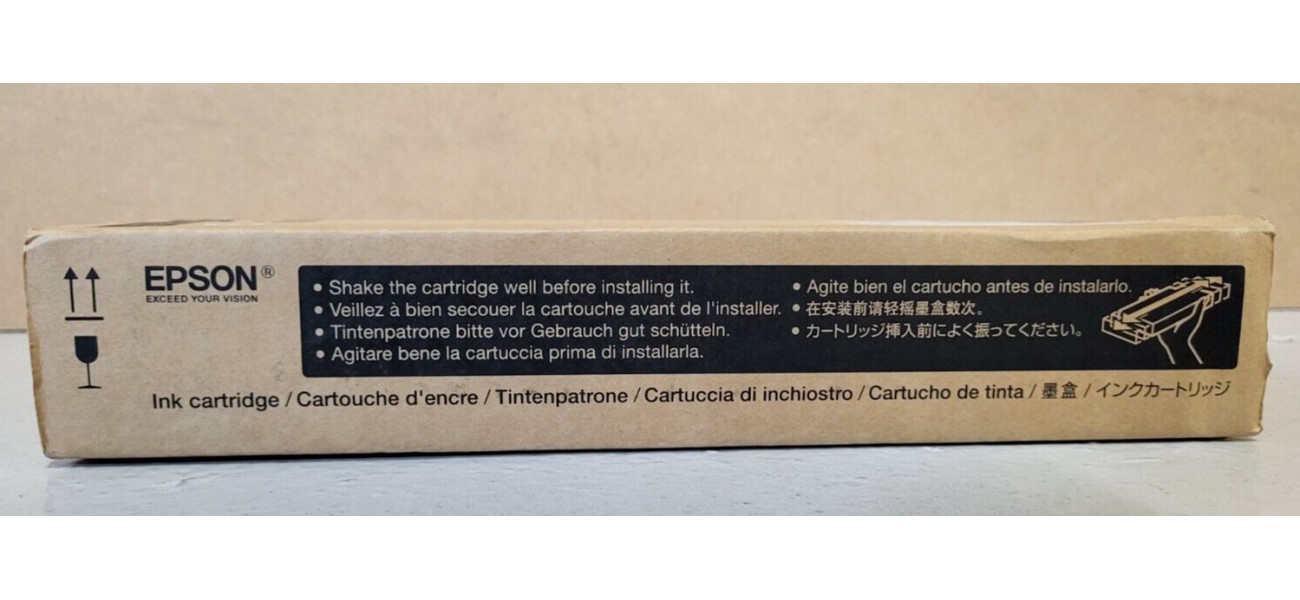 EPSON®
EXCEED YOUR VISION
• Shake the cartridge well before installing it.
• Veillez à bien secouer la cartouche avant de l'installer.
• Tintenpatrone bitte vor Gebrauch gut schütteln.
• Agitare bene la cartuccia prima di installarla.
• Agite bien el cartucho antes de instalarlo.
• 在安装前请轻摇墨盒数次。
• カートリッジ挿入前によく振ってください。
Ink cartridge / Cartouche d'encre / Tintenpatrone / Cartuccia di inchiostro / Cartucho de tinta / 墨盒 / インクカートリッジ